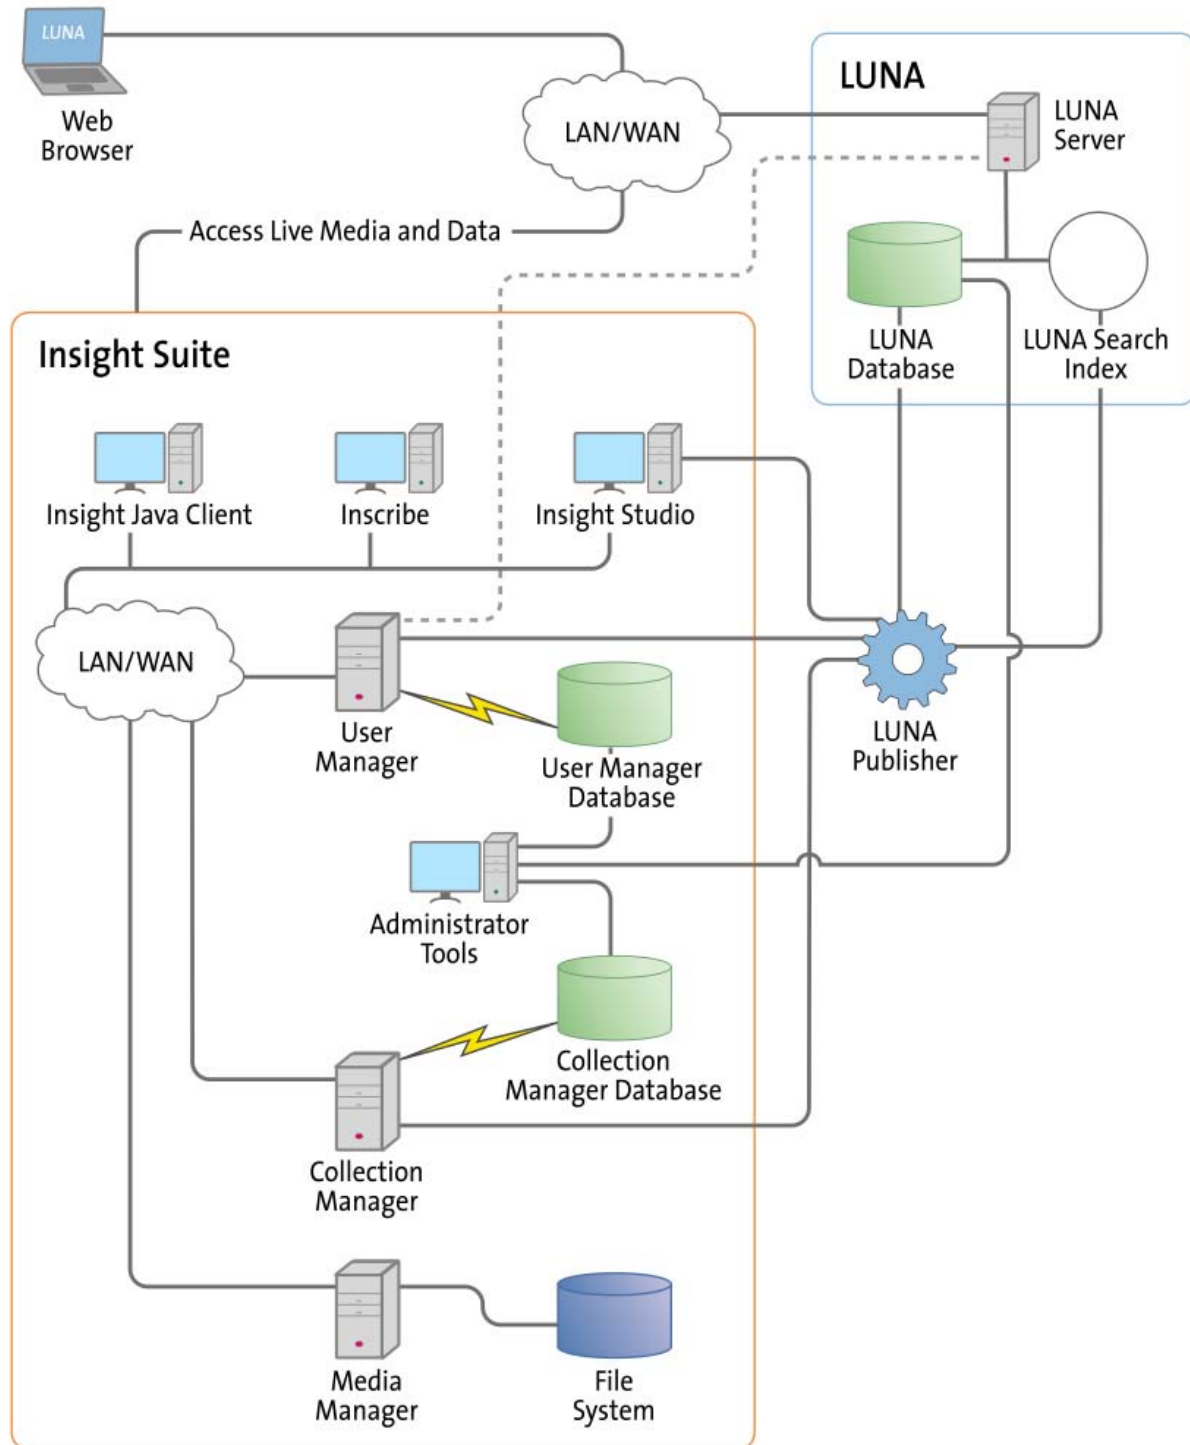 LUNA
Web
Browser
LAN/WAN
LUNA
LUNA
Server
Access Live Media and Data
LUNA
Database
LUNA Search
Index
Insight Suite
Insight Java Client
Inscribe
Insight Studio
LAN/WAN
User
Manager
User Manager
Database
LUNA
Publisher
Administrator
Tools
Collection
Manager Database
Collection
Manager
Media
Manager
File
System